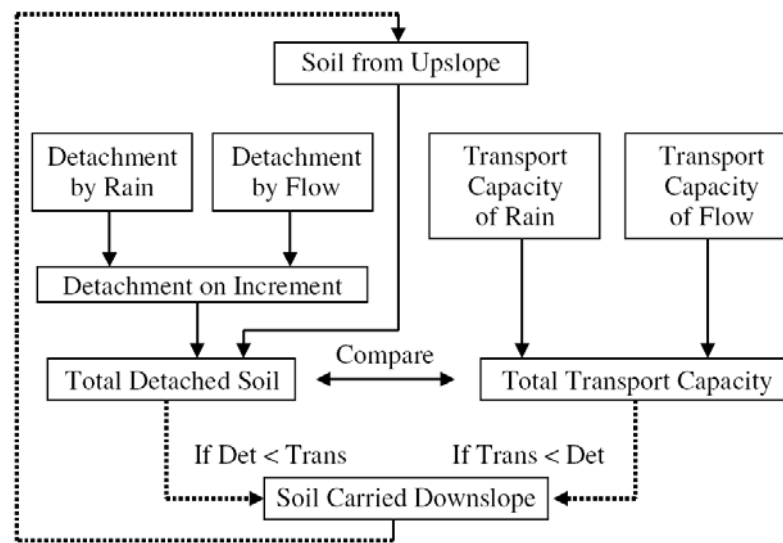 Soil from Upslope
Detachment
by Rain
Detachment
by Flow
Transport
Capacity
of Rain
Transport
Capacity
of Flow
Detachment on Increment
Compare
Total Detached Soil
Total Transport Capacity
If Det < Trans
If Trans < Det
Soil Carried Downslope